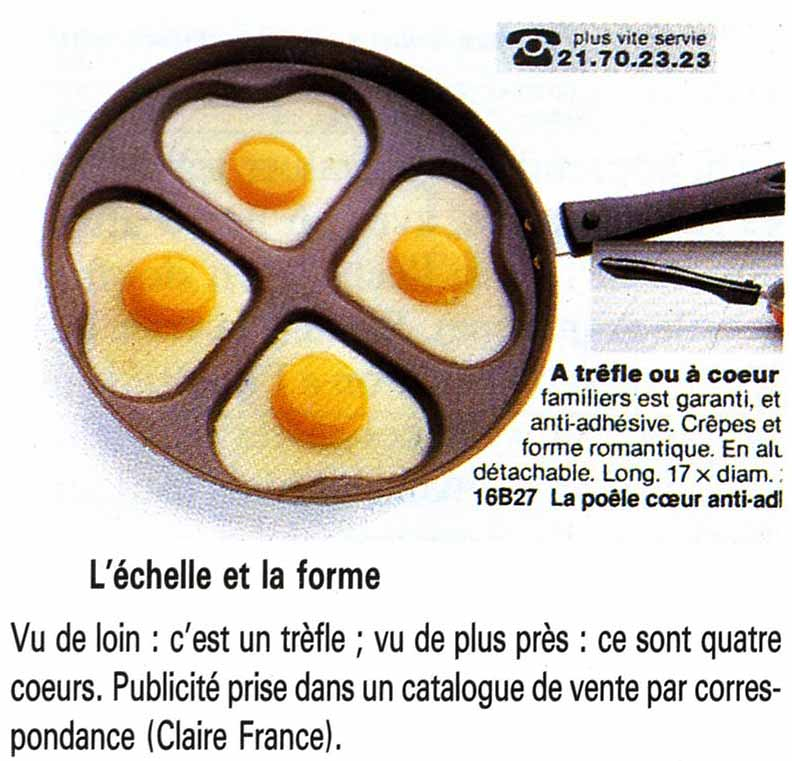 plus vite servie
21.70.23.23
A trêfle ou à coeur
familiers est garanti, et
anti-adhésive. Crêpes et
forme romantique. En alu
détachable. Long. 17 x diam. :
16B27 La poêle cœur anti-ad
L'échelle et la forme
Vu de loin : c'est un trèfle ; vu de plus près : ce sont quatre
coeurs. Publicité prise dans un catalogue de vente par corres-
pondance (Claire France).